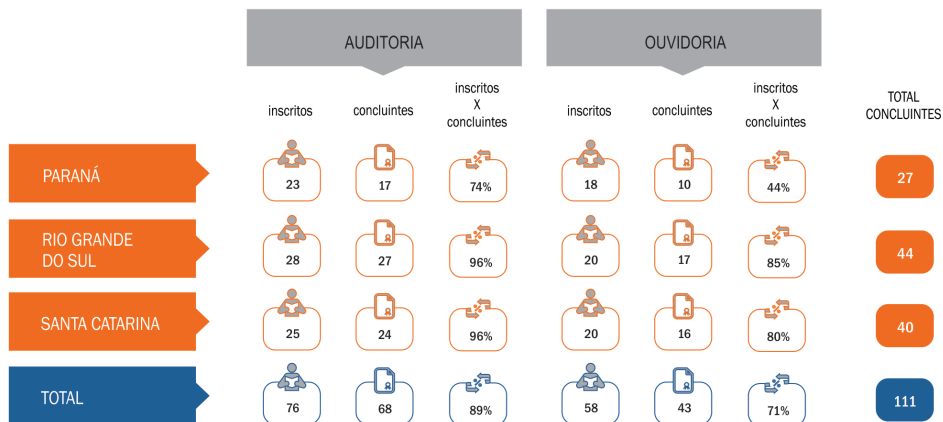 AUDITORIA
OUVIDORIA
inscritos
concluintes
inscritos
X
concluintes
inscritos
concluintes
inscritos
X
concluintes
TOTAL
CONCLUINTES
PARANÁ
23
17
74%
18
10
44%
27
RIO GRANDE
DO SUL
28
27
96%
20
17
85%
44
SANTA CATARINA
25
24
96%
20
16
80%
40
TOTAL
76
68
89%
58
43
71%
111